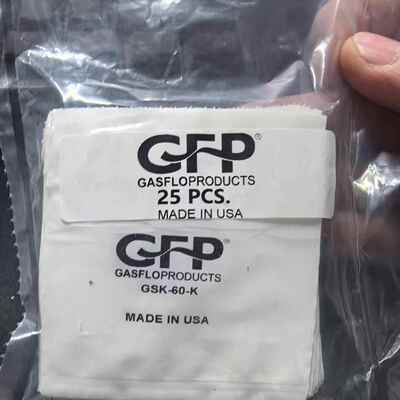 GFP®
GASFLOPRODUCTS
25 PCS.
MADE IN USA
GFP®
GASFLOPRODUCTS
GSK-60-K
MADE IN USA